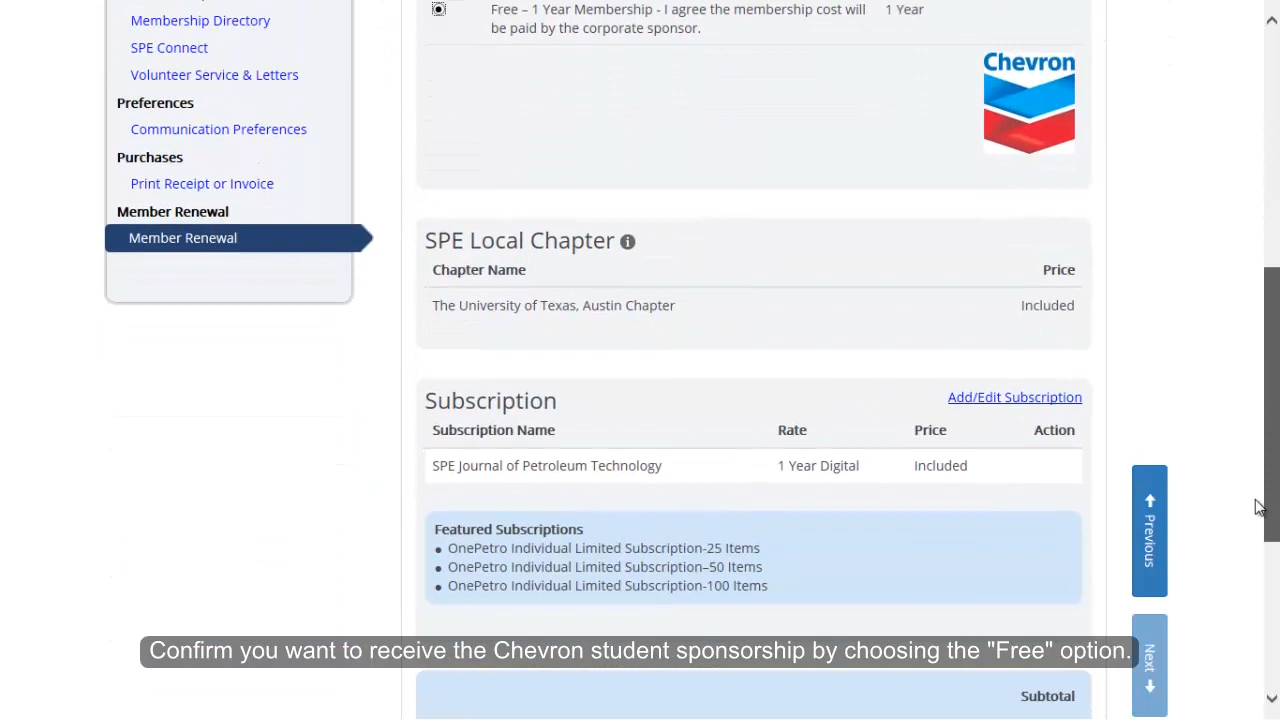 Membership Directory
SPE Connect
Volunteer Service & Letters
Preferences
Communication Preferences
Purchases
Print Receipt or Invoice
Member Renewal
Member Renewal
Free – 1 Year Membership - I agree the membership cost will 1 Year
be paid by the corporate sponsor.
Chevron
SPE Local Chapter
Chapter Name Price
The University of Texas, Austin Chapter Included
Subscription Add/Edit Subscription
Subscription Name Rate Price Action
SPE Journal of Petroleum Technology 1 Year Digital Included
Featured Subscriptions
OnePetro Individual Limited Subscription-25 Items
OnePetro Individual Limited Subscription–50 Items
OnePetro Individual Limited Subscription-100 Items
Subtotal
Previous
Next
Confirm you want to receive the Chevron student sponsorship by choosing the "Free" option.